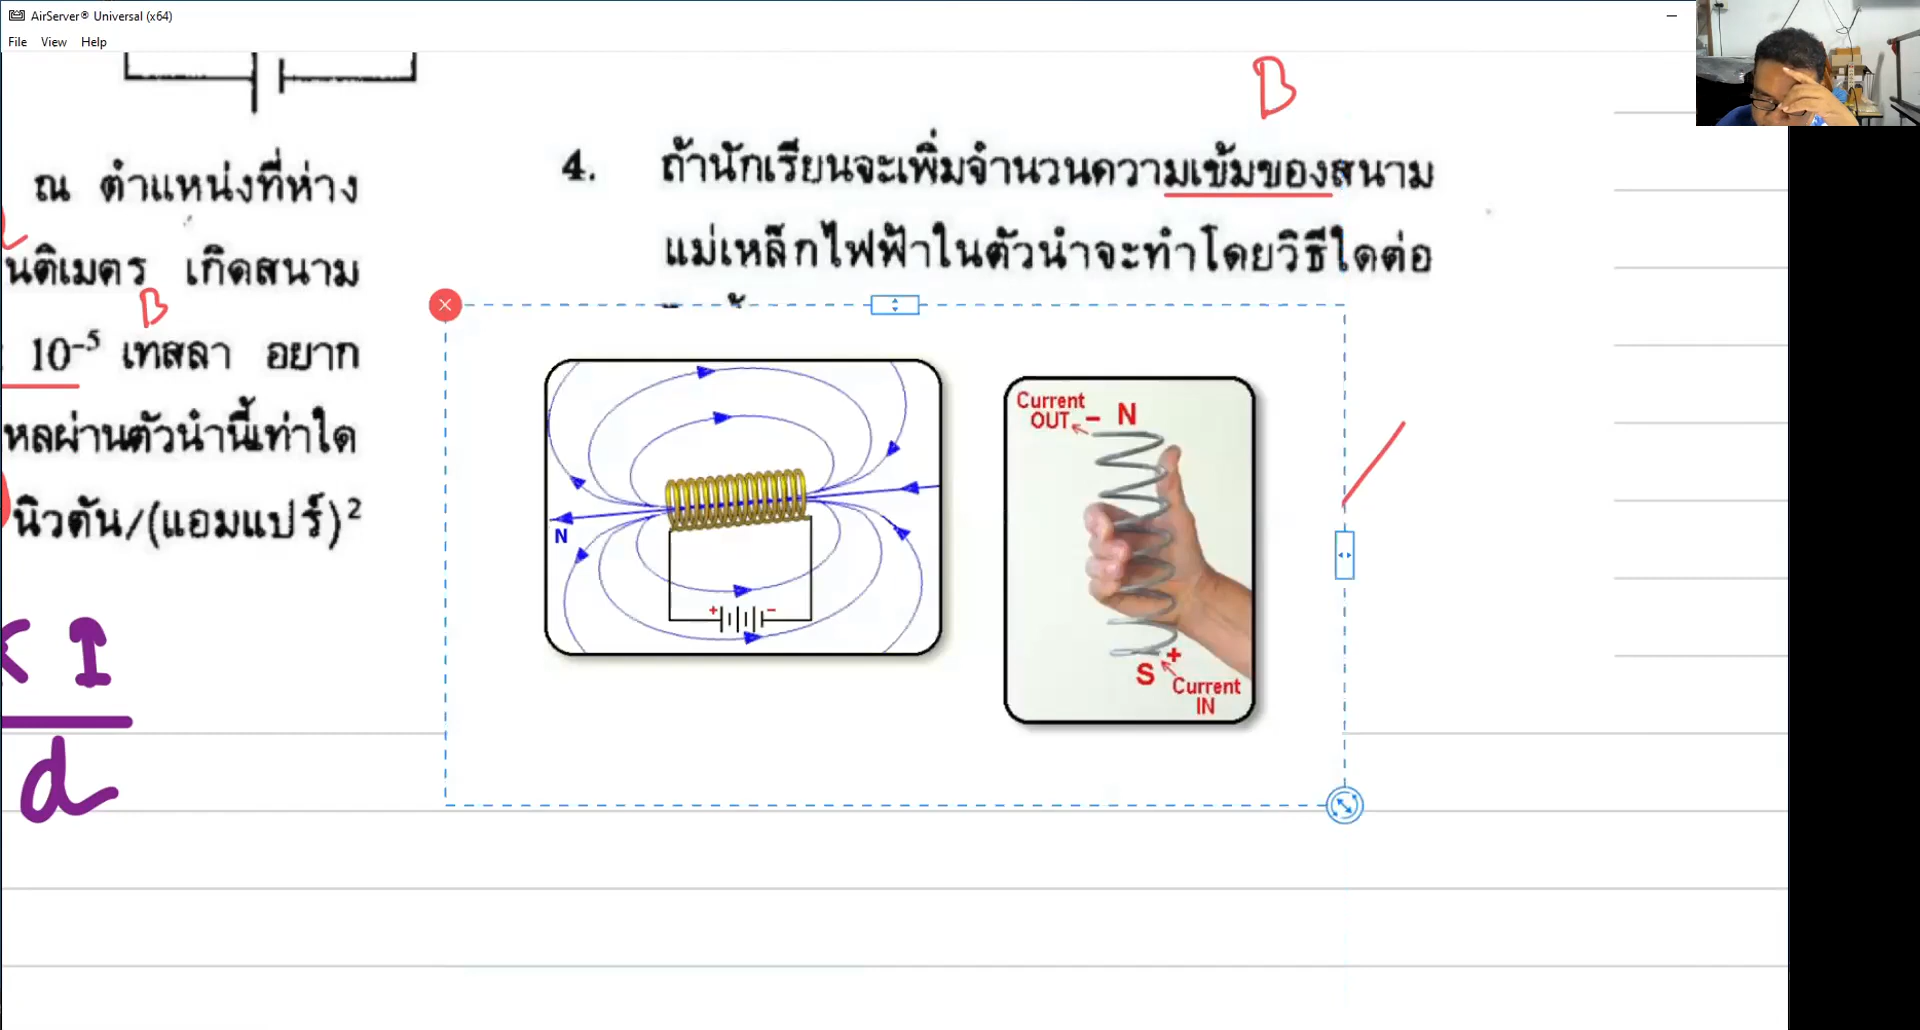 AirServer® Universal (x64)
File View Help
ณ ตำแหน่งที่ห่าง
นติเมตร เกิดสนาม
B
10⁻⁵ เทสลา อยาก
หลผ่านตัวนำนี้เท่าใด
นิวตัน/(แอมแปร์)²
I
d
B
4. ถ้านักเรียนจะเพิ่มจำนวนความเข้มของสนาม
แม่เหล็กไฟฟ้าในตัวนำจะทำโดยวิธีใดต่อ
N
+ −
Current
OUT − N
S +
Current
IN